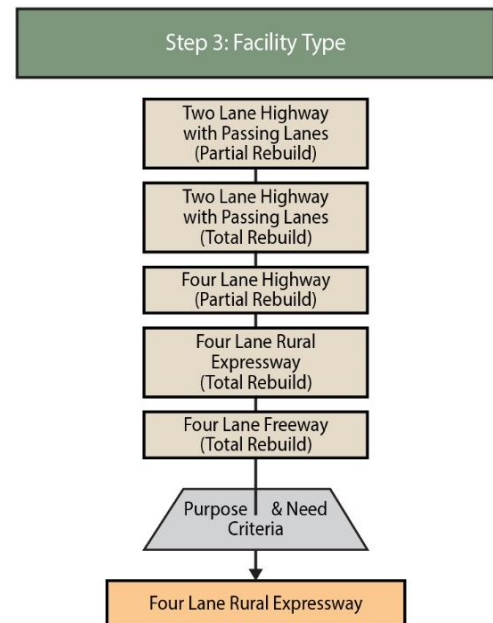 Step 3: Facility Type
Two Lane Highway
with Passing Lanes
(Partial Rebuild)
Two Lane Highway
with Passing Lanes
(Total Rebuild)
Four Lane Highway
(Partial Rebuild)
Four Lane Rural
Expressway
(Total Rebuild)
Four Lane Freeway
(Total Rebuild)
Purpose & Need
Criteria
Four Lane Rural Expressway